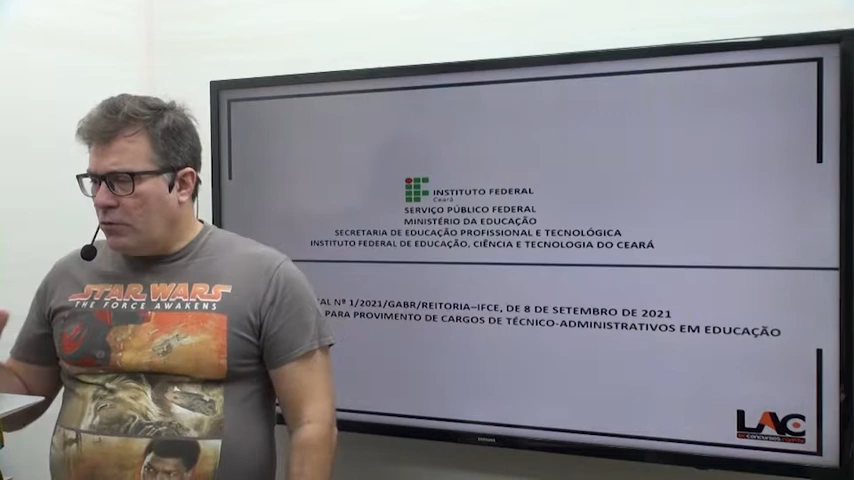 INSTITUTO FEDERAL
Ceará
SERVIÇO PÚBLICO FEDERAL
MINISTÉRIO DA EDUCAÇÃO
SECRETARIA DE EDUCAÇÃO PROFISSIONAL E TECNOLÓGICA
INSTITUTO FEDERAL DE EDUCAÇÃO, CIÊNCIA E TECNOLOGIA DO CEARÁ
TAL Nº 1/2021/GABR/REITORIA–IFCE, DE 8 DE SETEMBRO DE 2021
PARA PROVIMENTO DE CARGOS DE TÉCNICO-ADMINISTRATIVOS EM EDUCAÇÃO
STAR WARS
THE FORCE AWAKENS
LAC
SAMSUNG